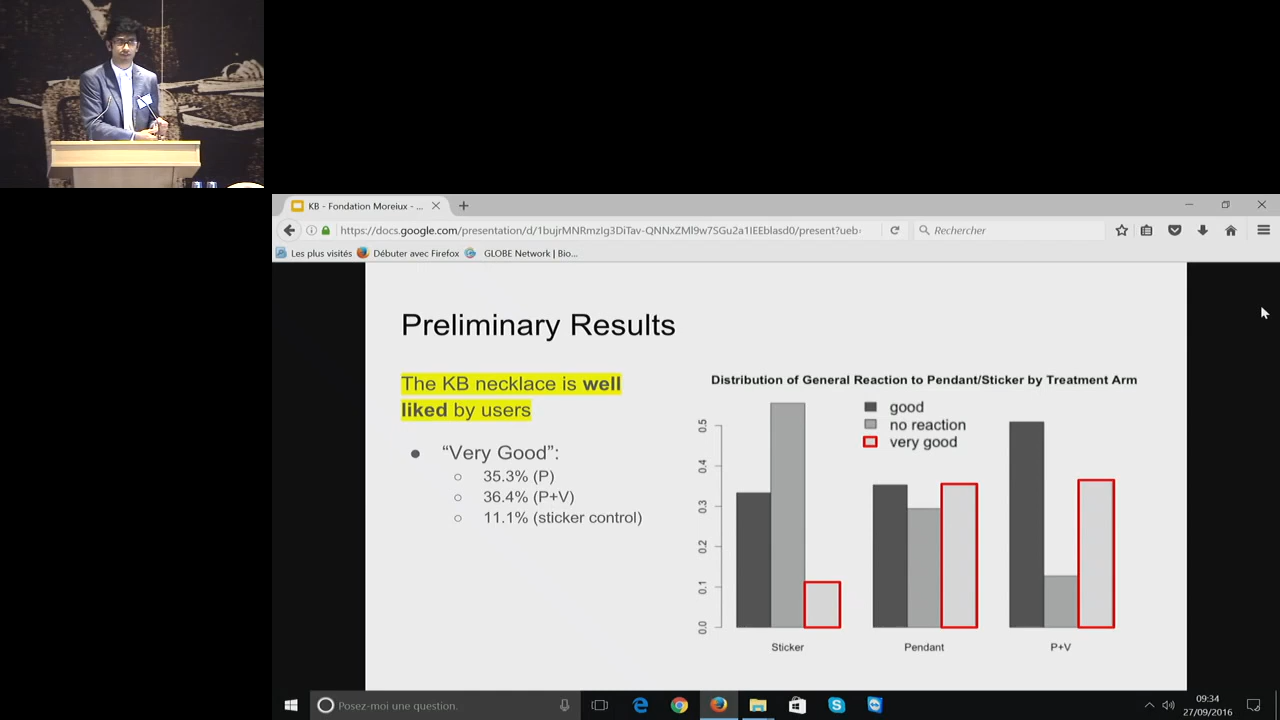 KB - Fondation Moreiux - ...
https://docs.google.com/presentation/d/1bujrMNRmzIg3DiTav-QNNxZMl9w7SGu2a1IEEblasd0/present?ueb
Rechercher
Les plus visités
Débuter avec Firefox
GLOBE Network | Bio...
Preliminary Results
The KB necklace is well
liked by users
"Very Good":
35.3% (P)
36.4% (P+V)
11.1% (sticker control)
Distribution of General Reaction to Pendant/Sticker by Treatment Arm
good
no reaction
very good
0.5
0.4
0.3
0.2
0.1
0.0
Sticker
Pendant
P+V
Posez-moi une question.
09:34
27/09/2016